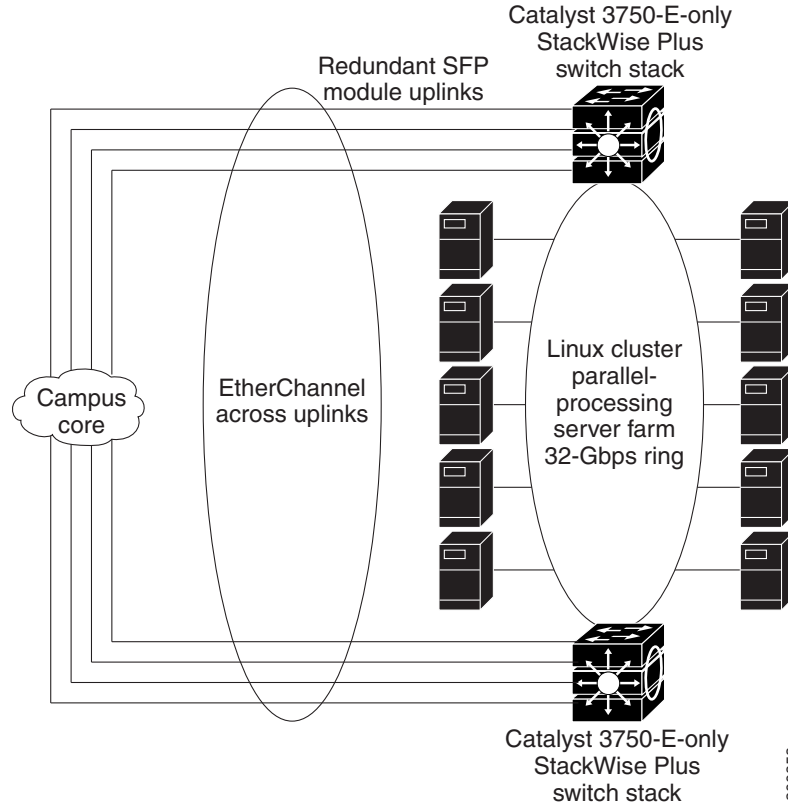 Catalyst 3750-E-only
StackWise Plus
switch stack
Redundant SFP
module uplinks
Campus
core
EtherChannel
across uplinks
Linux cluster
parallel-
processing
server farm
32-Gbps ring
Catalyst 3750-E-only
StackWise Plus
switch stack